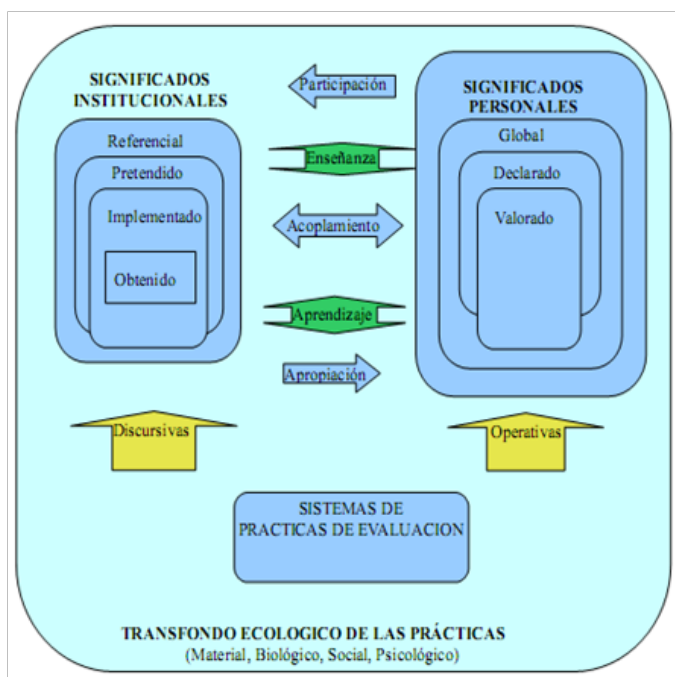 SIGNIFICADOS
INSTITUCIONALES
Referencial
Pretendido
Implementado
Obtenido
Participación
Enseñanza
Acoplamiento
Aprendizaje
Apropiación
SIGNIFICADOS
PERSONALES
Global
Declarado
Valorado
Discursivas
Operativas
SISTEMAS DE
PRACTICAS DE EVALUACION
TRANSFONDO ECOLOGICO DE LAS PRÁCTICAS
(Material, Biológico, Social, Psicológico)